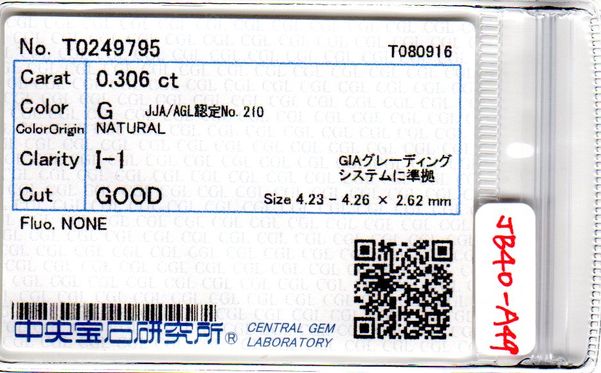 No. T0249795
T080916
Carat 0.306 ct
Color G JJA/AGL認定No. 210
ColorOrigin NATURAL
Clarity I-1 GIAグレーディング
システムに準拠
Cut GOOD Size 4.23 - 4.26 × 2.62 mm
Fluo. NONE
中央宝石研究所® CENTRAL GEM
LABORATORY
JB40-A49